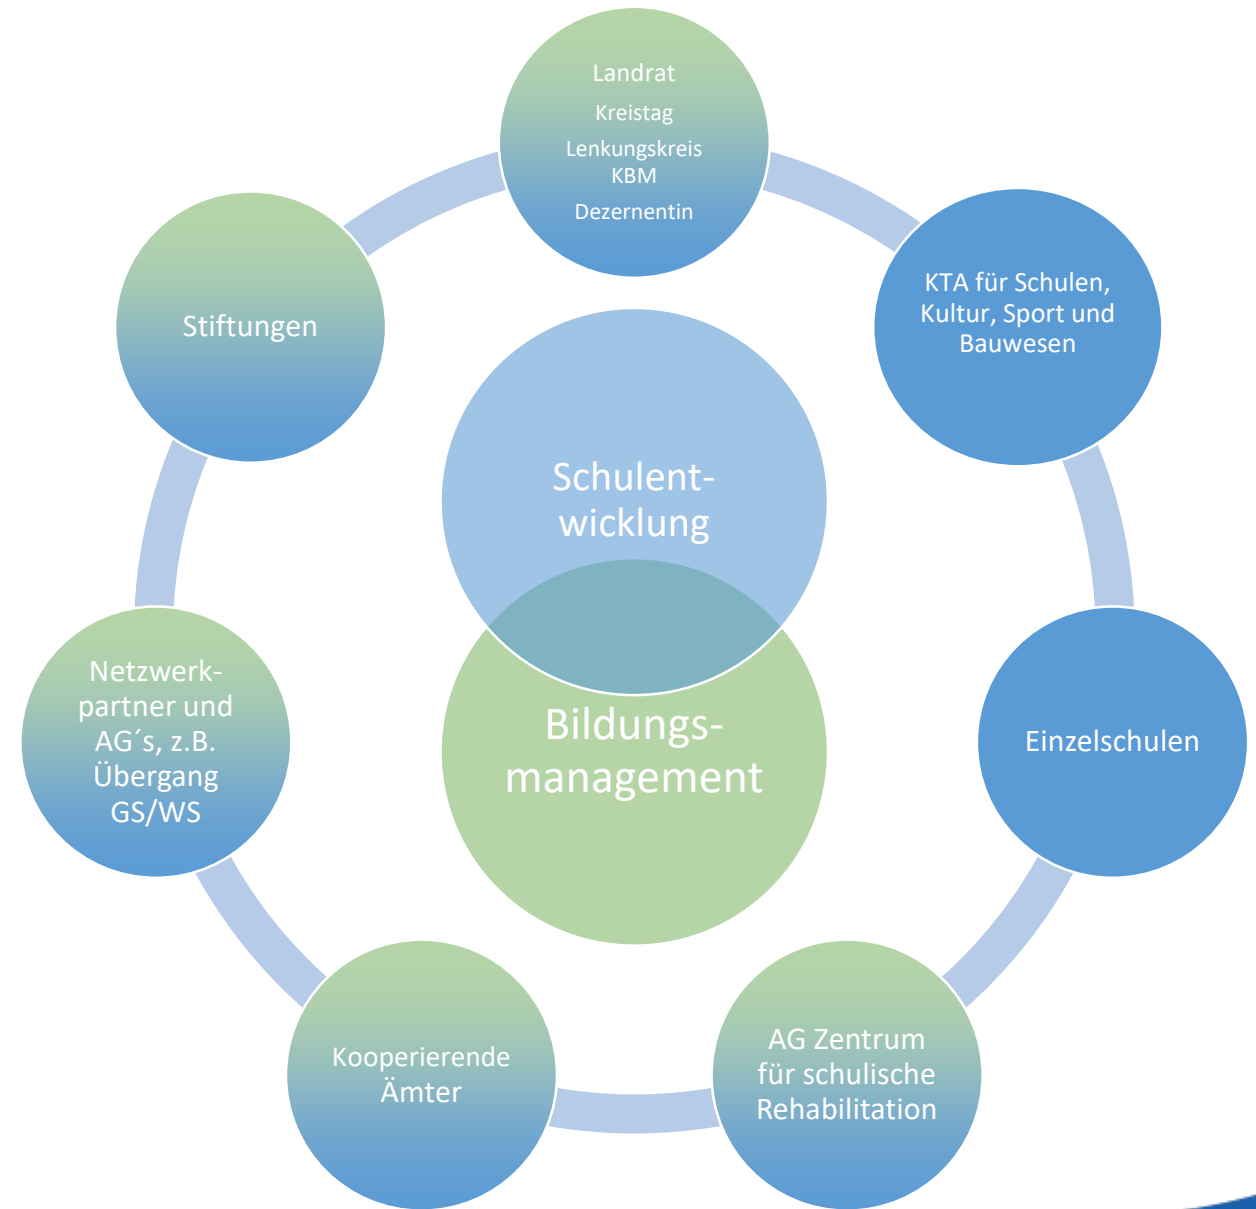 Landrat
Kreistag
Lenkungskreis
KBM
Dezernentin
KTA für Schulen,
Kultur, Sport und
Bauwesen
Stiftungen
Schulent-
wicklung
Bildungs-
management
Einzelschulen
Netzwerk-
partner und
AG´s, z.B.
Übergang
GS/WS
AG Zentrum
für schulische
Rehabilitation
Kooperierende
Ämter